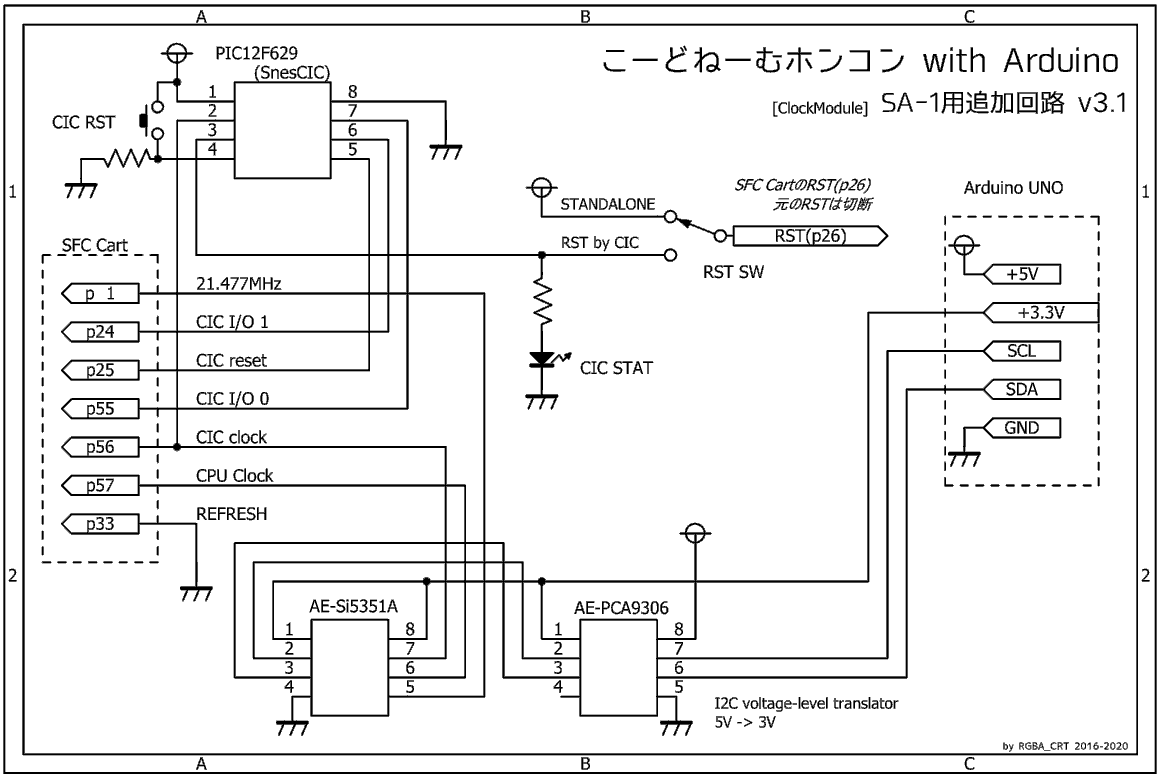 A B C
こーどねーむホンコン with Arduino
[ClockModule] SA-1用追加回路 v3.1
PIC12F629
(SnesCIC)
CIC RST
1 8
2 7
3 6
4 5
1 1
SFC CartのRST(p26)
元のRSTは切断
STANDALONE
RST(p26)
RST by CIC
RST SW
CIC STAT
Arduino UNO
+5V
+3.3V
SCL
SDA
GND
SFC Cart
p 1 21.477MHz
p24 CIC I/O 1
p25 CIC reset
p55 CIC I/O 0
p56 CIC clock
p57 CPU Clock
p33 REFRESH
2 2
AE-Si5351A
1 8
2 7
3 6
4 5
AE-PCA9306
1 8
2 7
3 6
4 5
I2C voltage-level translator
5V -> 3V
by RGBA_CRT 2016-2020
A B C